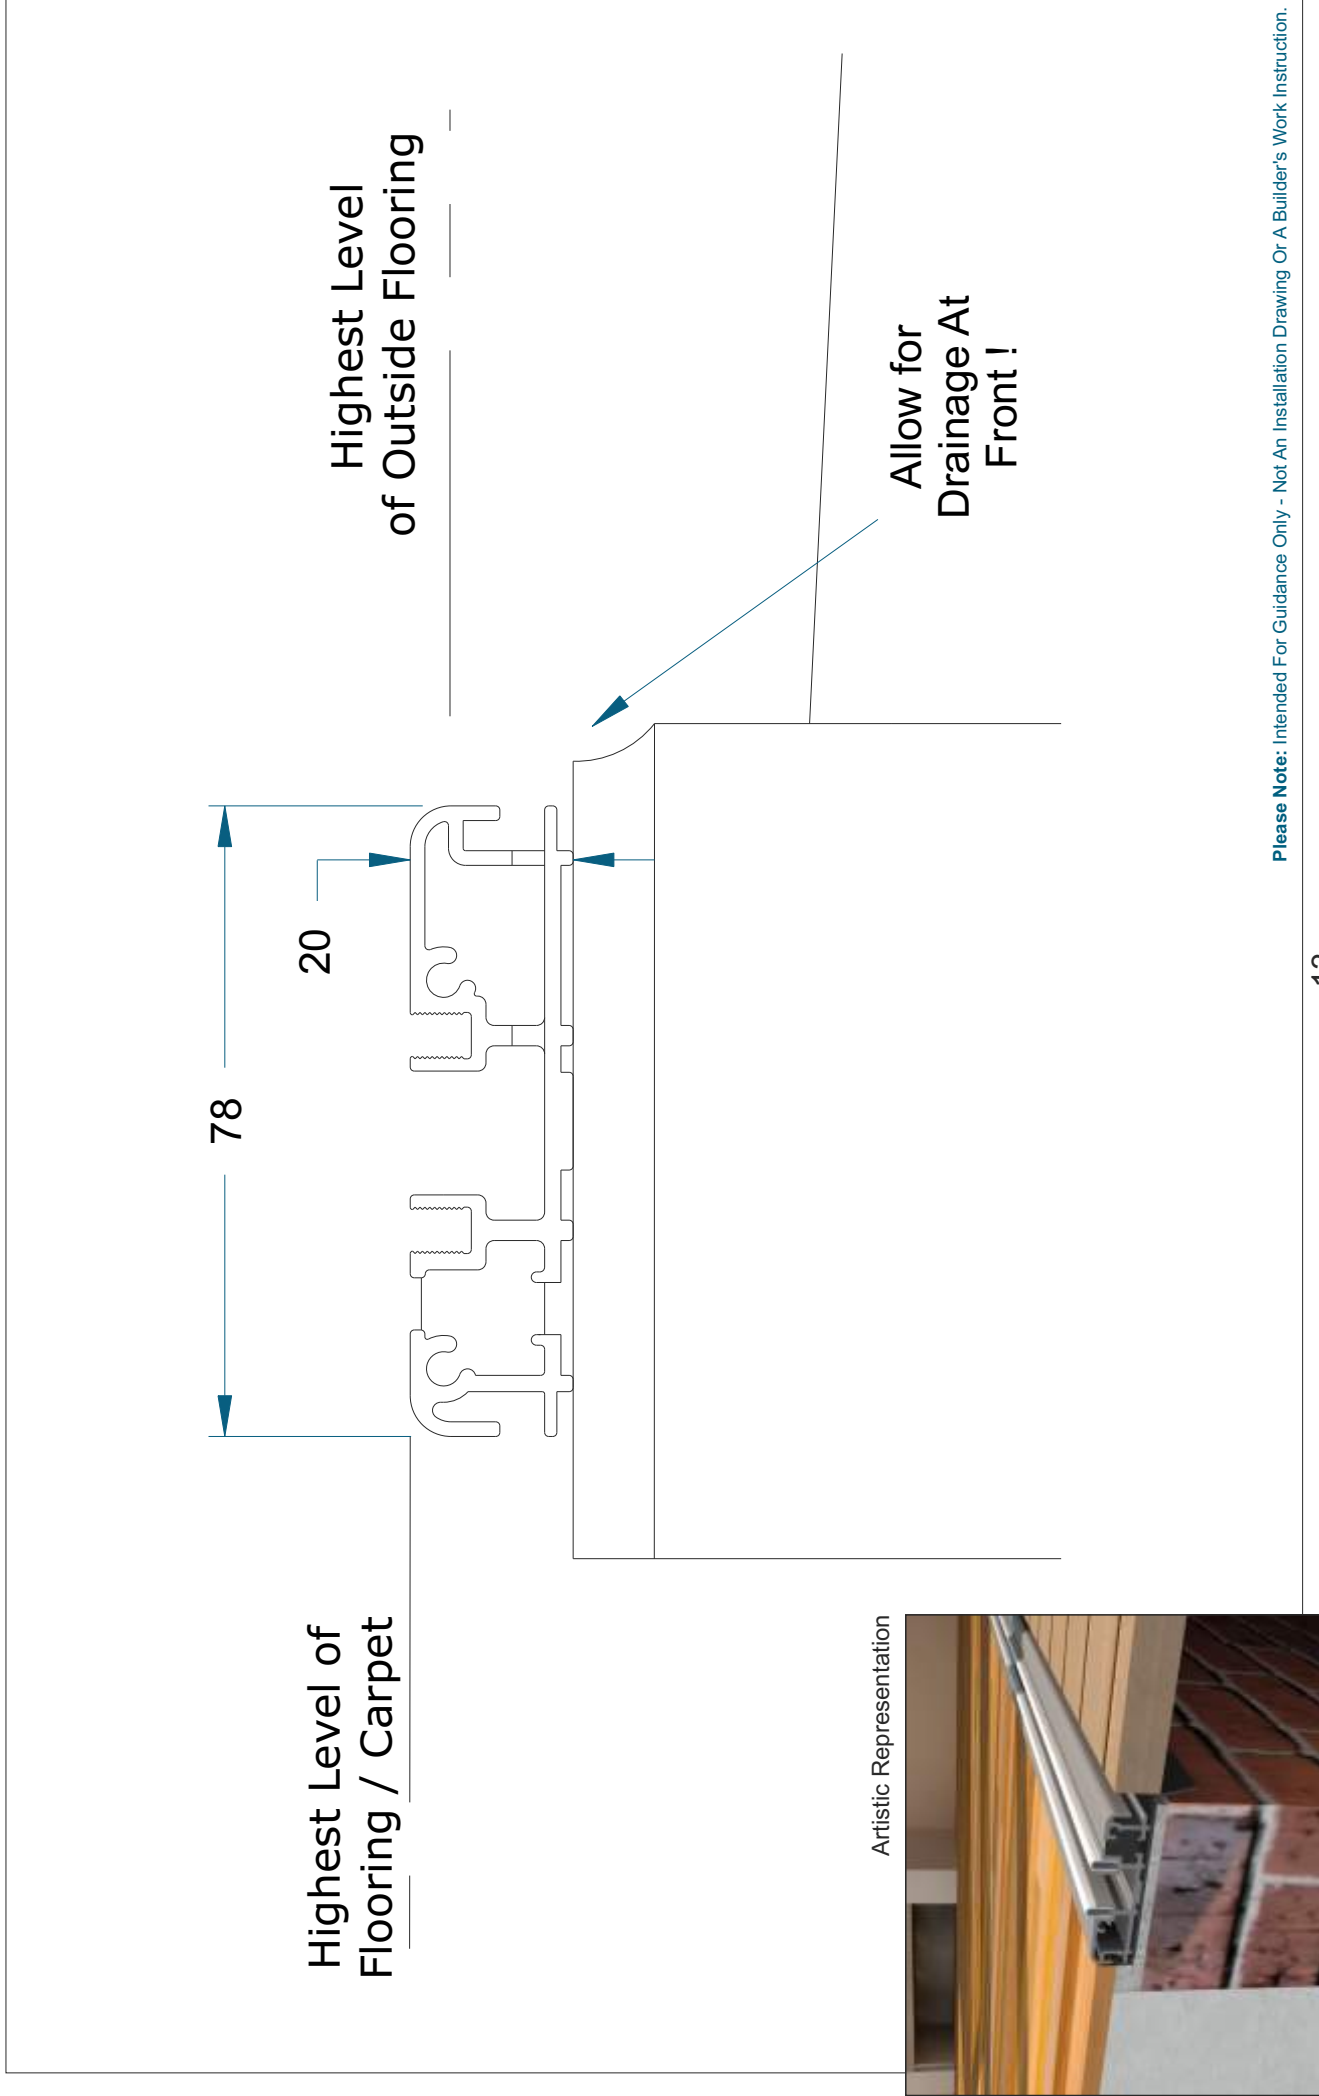 Highest Level of
Flooring / Carpet
78
20
Highest Level
of Outside Flooring
Allow for
Drainage At
Front !
Artistic Representation
Please Note: Intended For Guidance Only - Not An Installation Drawing Or A Builder's Work Instruction.